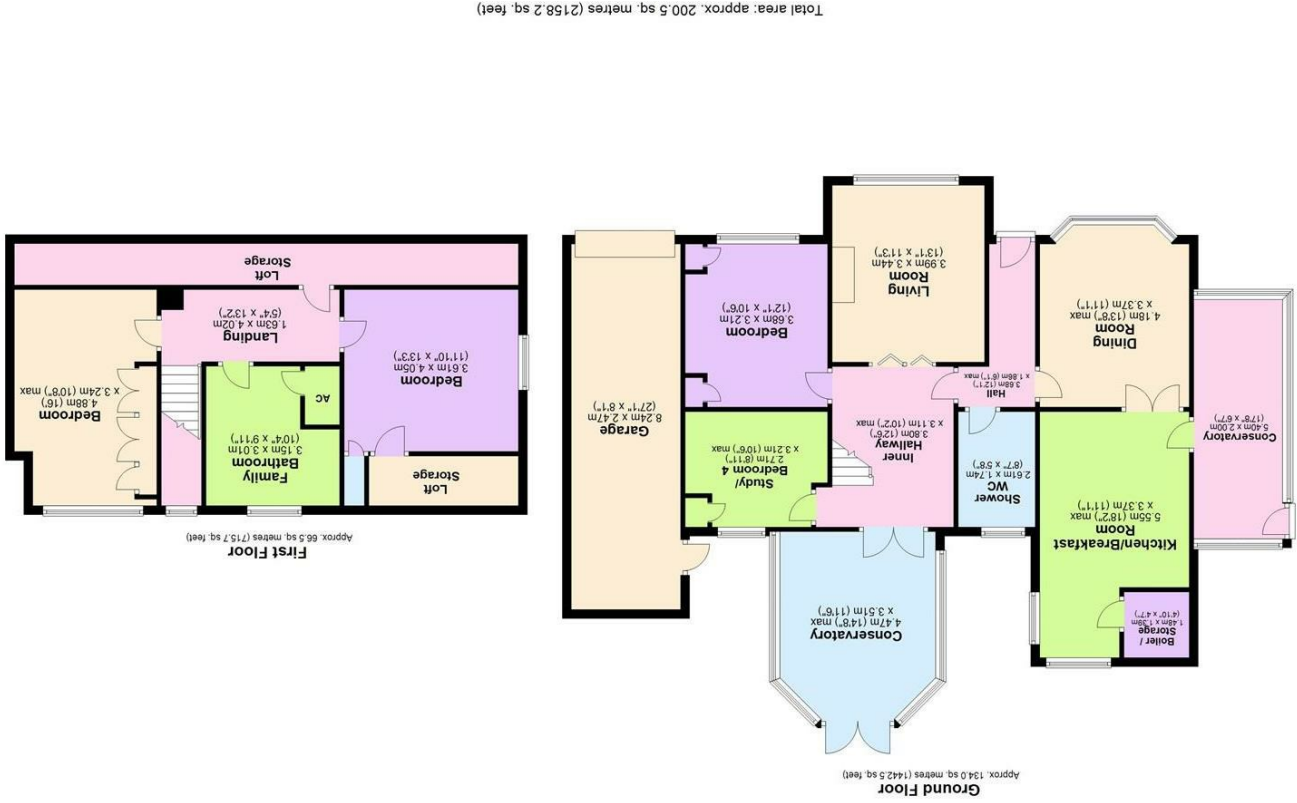 Ground Floor
Approx. 134.0 sq. metres (1442.5 sq. feet)
Conservatory
4.47m (14'8") max
x 3.51m (11'6")
Boiler /
Storage
1.48m x 1.39m
(4'10" x 4'7")
Kitchen/Breakfast
Room
5.55m (18'2") max
x 3.37m (11'1")
Shower
WC
2.61m x 1.74m
(8'7" x 5'8")
Inner
Hallway
3.80m (12'6")
x 3.11m (10'2") max
Study/
Bedroom 4
2.71m (8'11")
x 3.21m (10'6") max
Garage
8.24m x 2.47m
(27'1" x 8'1")
Conservatory
5.40m x 2.00m
(17'8" x 6'7")
Dining
Room
4.18m (13'8") max
x 3.37m (11'1")
Hall
3.68m (12'1")
x 1.86m (6'1") max
Living
Room
3.99m x 3.44m
(13'1" x 11'3")
Bedroom
3.68m x 3.21m
(12'1" x 10'6")
First Floor
Approx. 66.5 sq. metres (715.7 sq. feet)
Loft
Storage
Family
Bathroom
3.15m x 3.01m
(10'4" x 9'11")
AC
Bedroom
4.88m (16')
x 3.24m (10'8") max
Bedroom
3.61m x 4.05m
(11'10" x 13'3")
Landing
1.63m x 4.02m
(5'4" x 13'2")
Loft
Storage
Total area: approx. 200.5 sq. metres (2158.2 sq. feet)